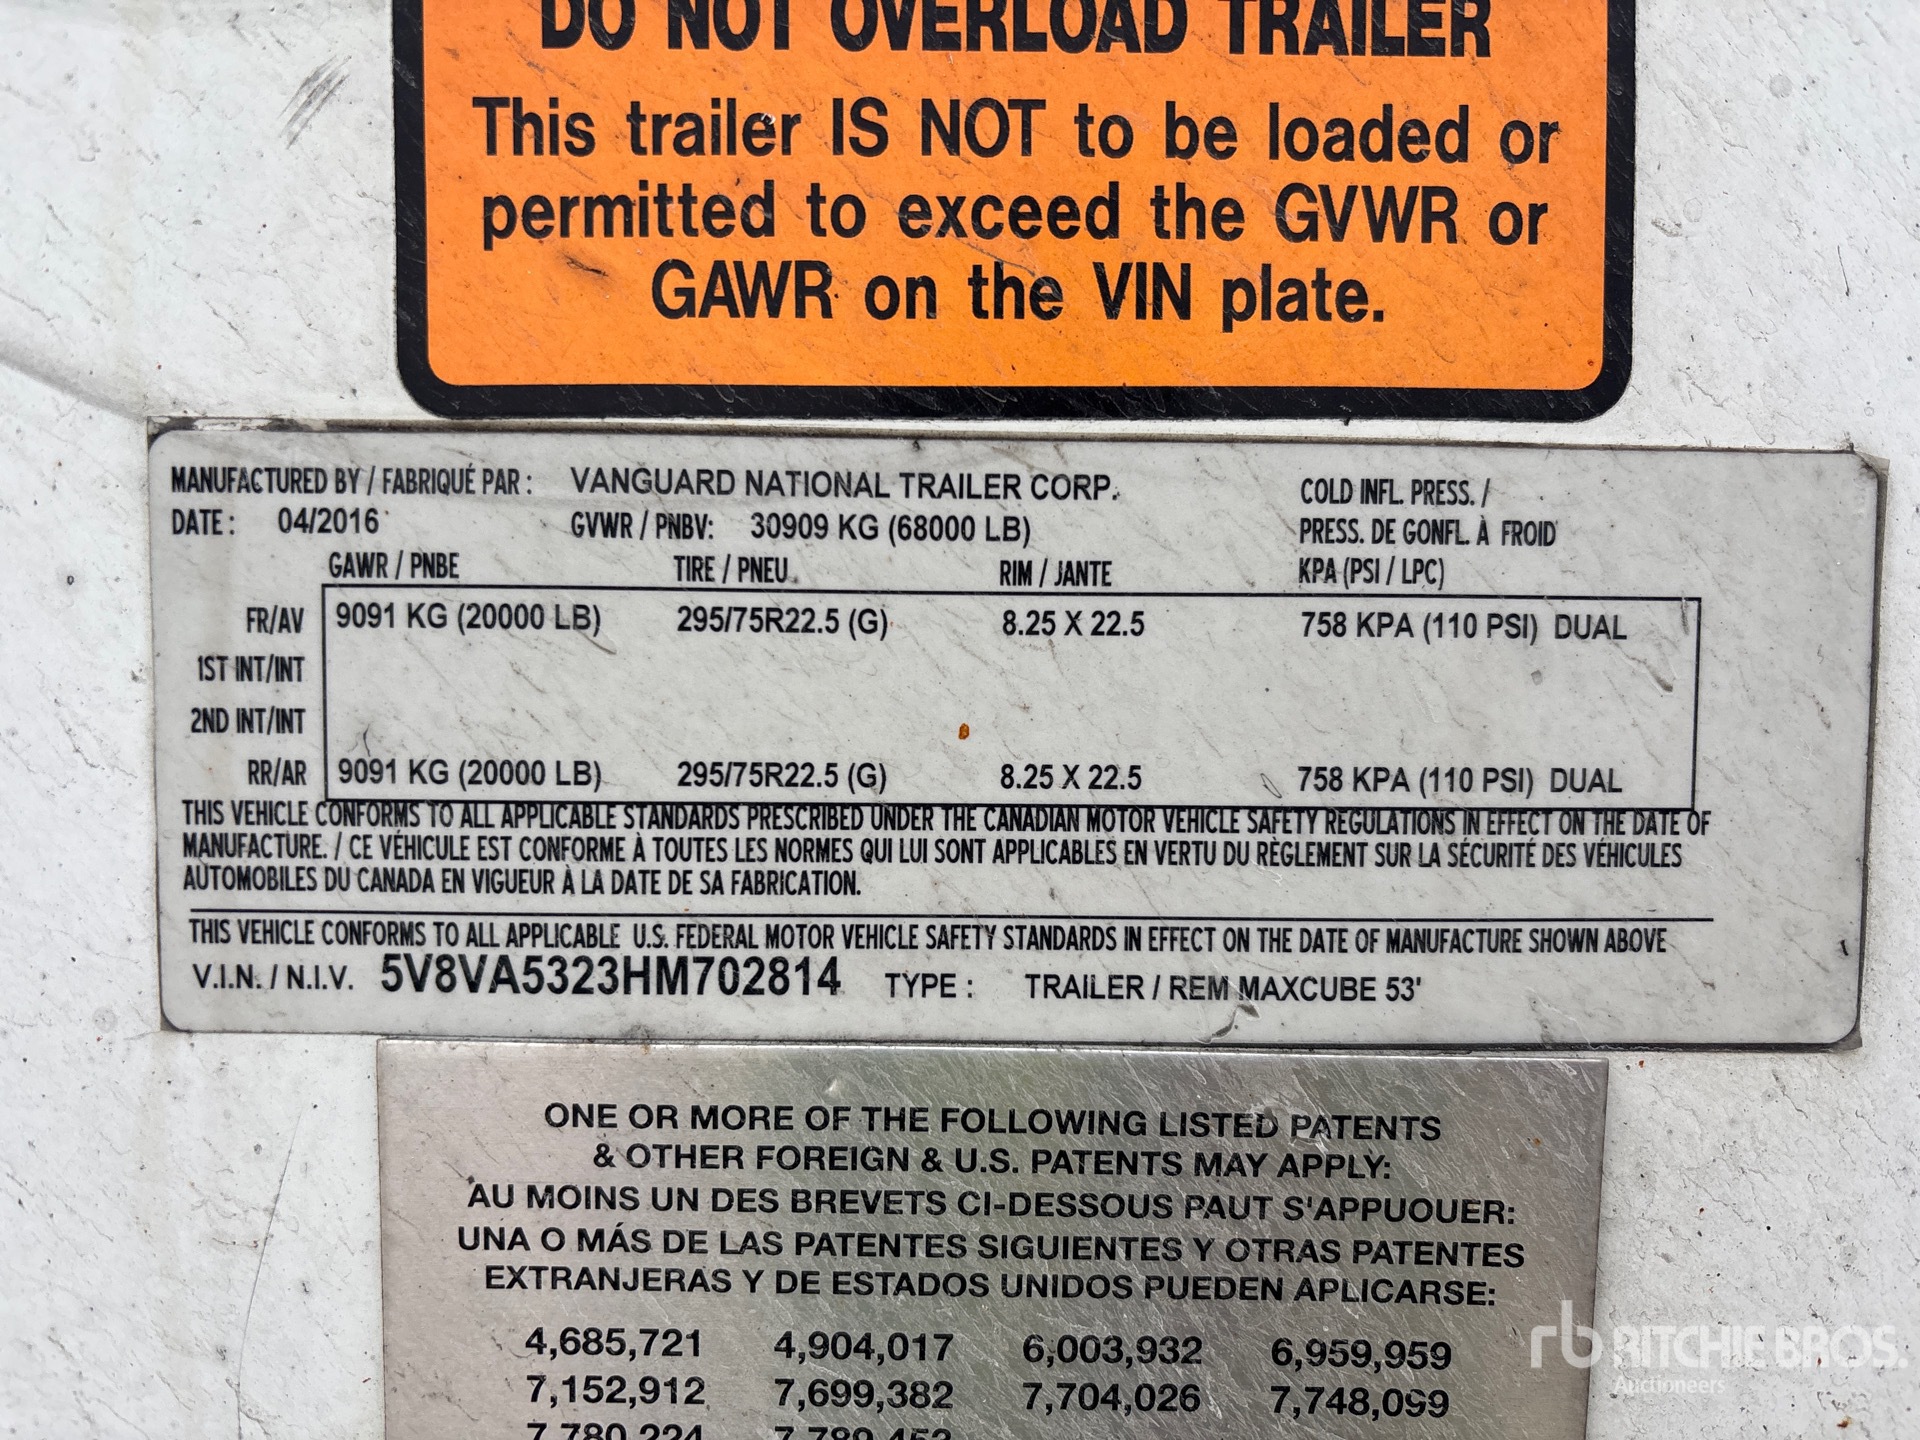 DO NOT OVERLOAD TRAILER
This trailer IS NOT to be loaded or
permitted to exceed the GVWR or
GAWR on the VIN plate.
MANUFACTURED BY / FABRIQUÉ PAR : VANGUARD NATIONAL TRAILER CORP.
DATE : 04/2016 GVWR / PNBV: 30909 KG (68000 LB)
COLD INFL. PRESS. /
PRESS. DE GONFL. À FROID
GAWR / PNBE TIRE / PNEU RIM / JANTE KPA (PSI / LPC)
FR/AV 9091 KG (20000 LB) 295/75R22.5 (G) 8.25 X 22.5 758 KPA (110 PSI) DUAL
1ST INT/INT
2ND INT/INT
RR/AR 9091 KG (20000 LB) 295/75R22.5 (G) 8.25 X 22.5 758 KPA (110 PSI) DUAL
THIS VEHICLE CONFORMS TO ALL APPLICABLE STANDARDS PRESCRIBED UNDER THE CANADIAN MOTOR VEHICLE SAFETY REGULATIONS IN EFFECT ON THE DATE OF
MANUFACTURE. / CE VÉHICULE EST CONFORME À TOUTES LES NORMES QUI LUI SONT APPLICABLES EN VERTU DU RÈGLEMENT SUR LA SÉCURITÉ DES VÉHICULES
AUTOMOBILES DU CANADA EN VIGUEUR À LA DATE DE SA FABRICATION.
THIS VEHICLE CONFORMS TO ALL APPLICABLE U.S. FEDERAL MOTOR VEHICLE SAFETY STANDARDS IN EFFECT ON THE DATE OF MANUFACTURE SHOWN ABOVE
V.I.N. / N.I.V. 5V8VA5323HM702814 TYPE : TRAILER / REM MAXCUBE 53'
ONE OR MORE OF THE FOLLOWING LISTED PATENTS
& OTHER FOREIGN & U.S. PATENTS MAY APPLY:
AU MOINS UN DES BREVETS CI-DESSOUS PAUT S'APPUOUER:
UNA O MÁS DE LAS PATENTES SIGUIENTES Y OTRAS PATENTES
EXTRANJERAS Y DE ESTADOS UNIDOS PUEDEN APLICARSE:
4,685,721 4,904,017 6,003,932 6,959,959
7,152,912 7,699,382 7,704,026 7,748,099
7,780,224 7,789,452
rb RITCHIE BROS.
Auctioneers